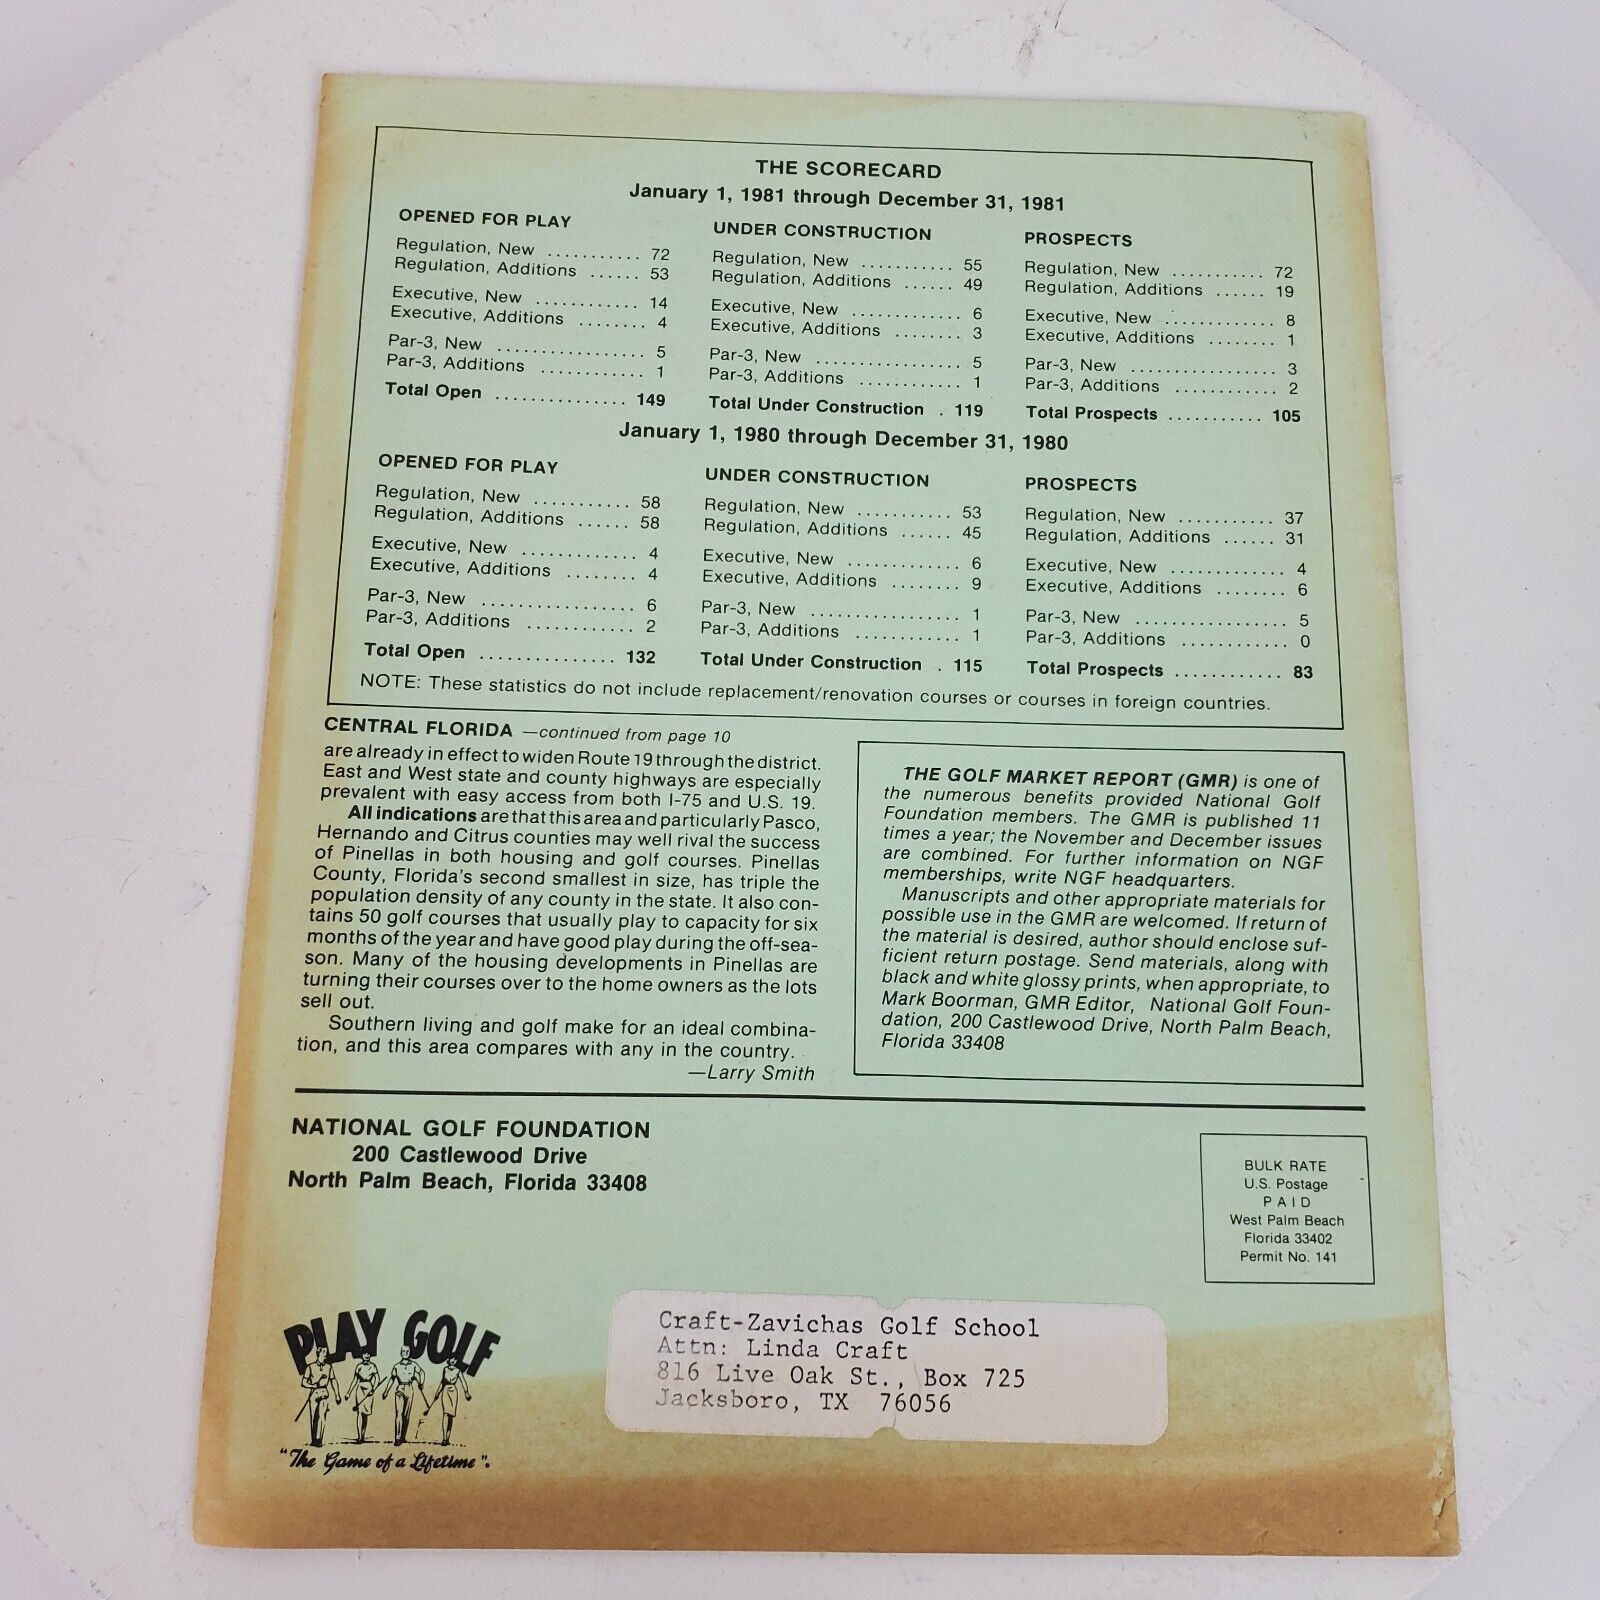 THE SCORECARD
January 1, 1981 through December 31, 1981
OPENED FOR PLAY
Regulation, New ........... 72
Regulation, Additions ...... 53
Executive, New ............ 14
Executive, Additions ........ 4
Par-3, New ................. 5
Par-3, Additions ............ 1
Total Open ............... 149
UNDER CONSTRUCTION
Regulation, New ........... 55
Regulation, Additions ...... 49
Executive, New ............. 6
Executive, Additions ........ 3
Par-3, New ................. 5
Par-3, Additions ............ 1
Total Under Construction . 119
PROSPECTS
Regulation, New ........... 72
Regulation, Additions ...... 19
Executive, New ............. 8
Executive, Additions ........ 1
Par-3, New ................. 3
Par-3, Additions ............ 2
Total Prospects ........... 105
January 1, 1980 through December 31, 1980
OPENED FOR PLAY
Regulation, New ........... 58
Regulation, Additions ...... 58
Executive, New ............. 4
Executive, Additions ........ 4
Par-3, New .................. 6
Par-3, Additions ............ 2
Total Open ............... 132
UNDER CONSTRUCTION
Regulation, New ........... 53
Regulation, Additions ...... 45
Executive, New ............. 6
Executive, Additions ........ 9
Par-3, New ................. 1
Par-3, Additions ............ 1
Total Under Construction . 115
PROSPECTS
Regulation, New ........... 37
Regulation, Additions ...... 31
Executive, New ............. 4
Executive, Additions ........ 6
Par-3, New ................. 5
Par-3, Additions ............ 0
Total Prospects ............ 83
NOTE: These statistics do not include replacement/renovation courses or courses in foreign countries.
CENTRAL FLORIDA —continued from page 10
are already in effect to widen Route 19 through the district.
East and West state and county highways are especially
prevalent with easy access from both I-75 and U.S. 19.
All indications are that this area and particularly Pasco,
Hernando and Citrus counties may well rival the success
of Pinellas in both housing and golf courses. Pinellas
County, Florida's second smallest in size, has triple the
population density of any county in the state. It also con-
tains 50 golf courses that usually play to capacity for six
months of the year and have good play during the off-sea-
son. Many of the housing developments in Pinellas are
turning their courses over to the home owners as the lots
sell out.
Southern living and golf make for an ideal combina-
tion, and this area compares with any in the country.
—Larry Smith
THE GOLF MARKET REPORT (GMR) is one of
the numerous benefits provided National Golf
Foundation members. The GMR is published 11
times a year; the November and December issues
are combined. For further information on NGF
memberships, write NGF headquarters.
Manuscripts and other appropriate materials for
possible use in the GMR are welcomed. If return of
the material is desired, author should enclose suf-
ficient return postage. Send materials, along with
black and white glossy prints, when appropriate, to
Mark Boorman, GMR Editor, National Golf Foun-
dation, 200 Castlewood Drive, North Palm Beach,
Florida 33408
NATIONAL GOLF FOUNDATION
200 Castlewood Drive
North Palm Beach, Florida 33408
BULK RATE
U.S. Postage
PAID
West Palm Beach
Florida 33402
Permit No. 141
Craft-Zavichas Golf School
Attn: Linda Craft
816 Live Oak St., Box 725
Jacksboro, TX 76056
PLAY GOLF
"The Game of a Lifetime".